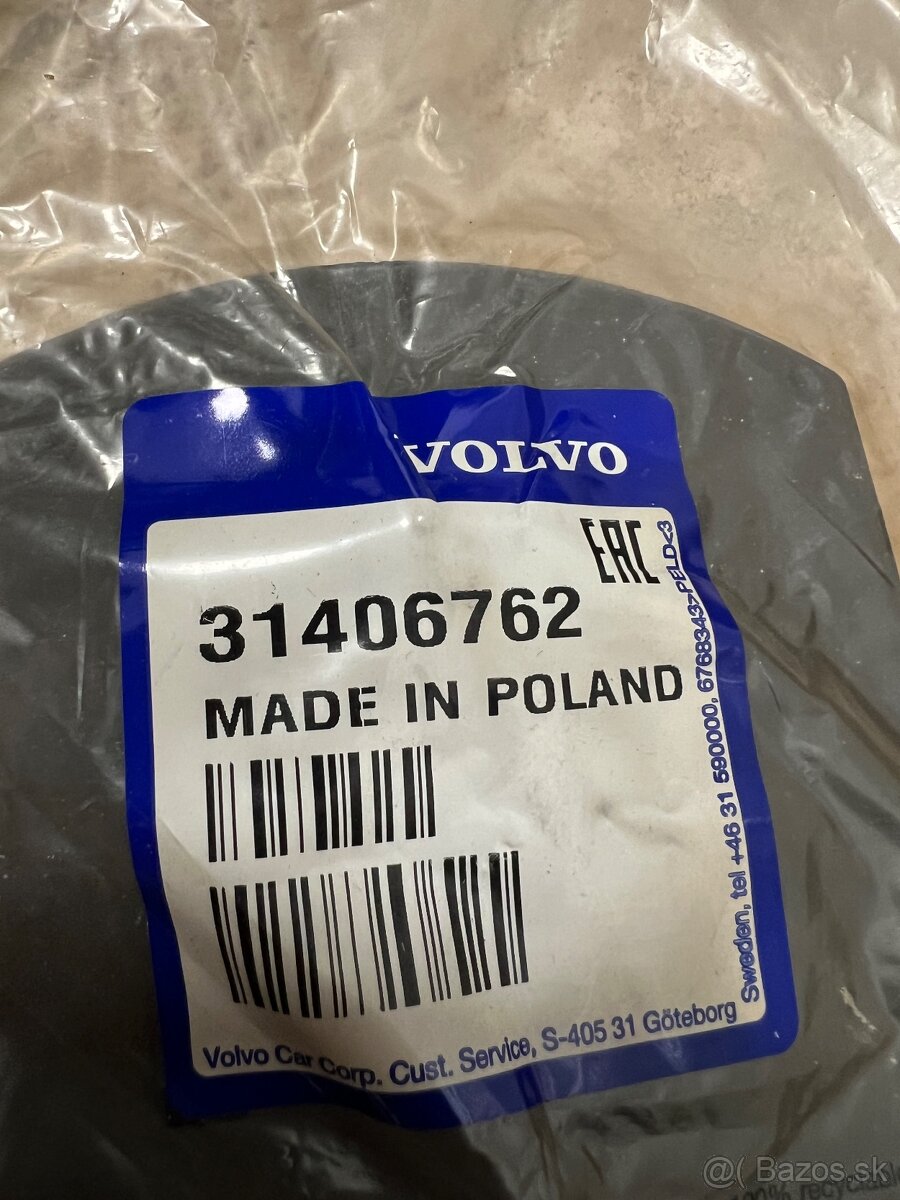 VOLVO
EAC
31406762
MADE IN POLAND
Volvo Car Corp. Cust. Service, S-405 31 Göteborg
Sweden, tel +46 31 590000, 67683433>PELD<3
@( Bazos.sk